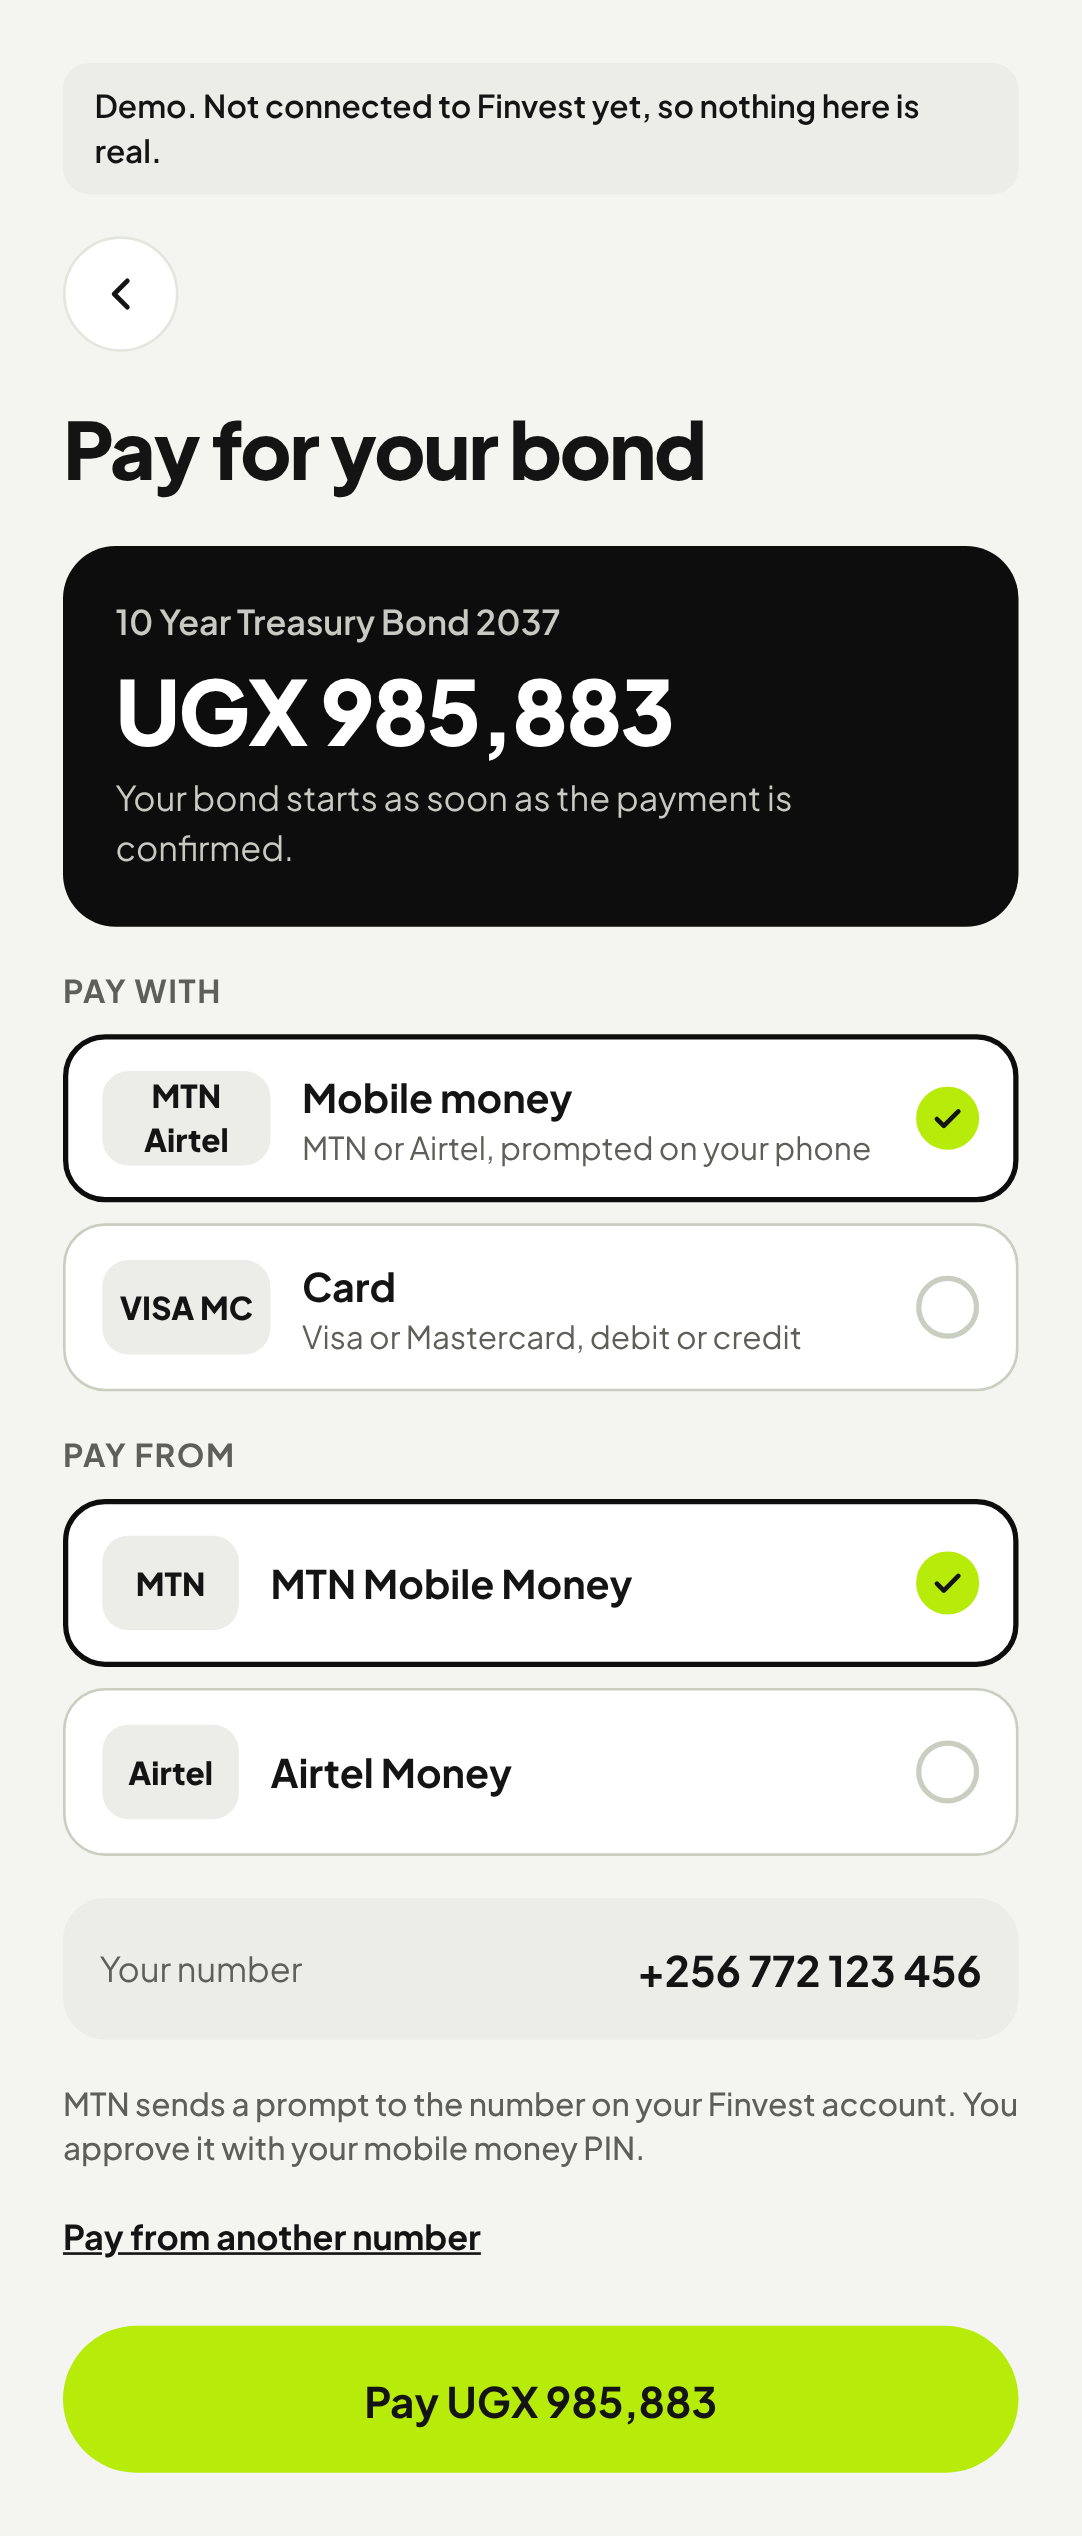 Demo. Not connected to Finvest yet, so nothing here is
real.
Pay for your bond
10 Year Treasury Bond 2037
UGX 985,883
Your bond starts as soon as the payment is
confirmed.
PAY WITH
MTN
Airtel
Mobile money
MTN or Airtel, prompted on your phone
VISA MC
Card
Visa or Mastercard, debit or credit
PAY FROM
MTN
MTN Mobile Money
Airtel
Airtel Money
Your number
+256 772 123 456
MTN sends a prompt to the number on your Finvest account. You
approve it with your mobile money PIN.
Pay from another number
Pay UGX 985,883